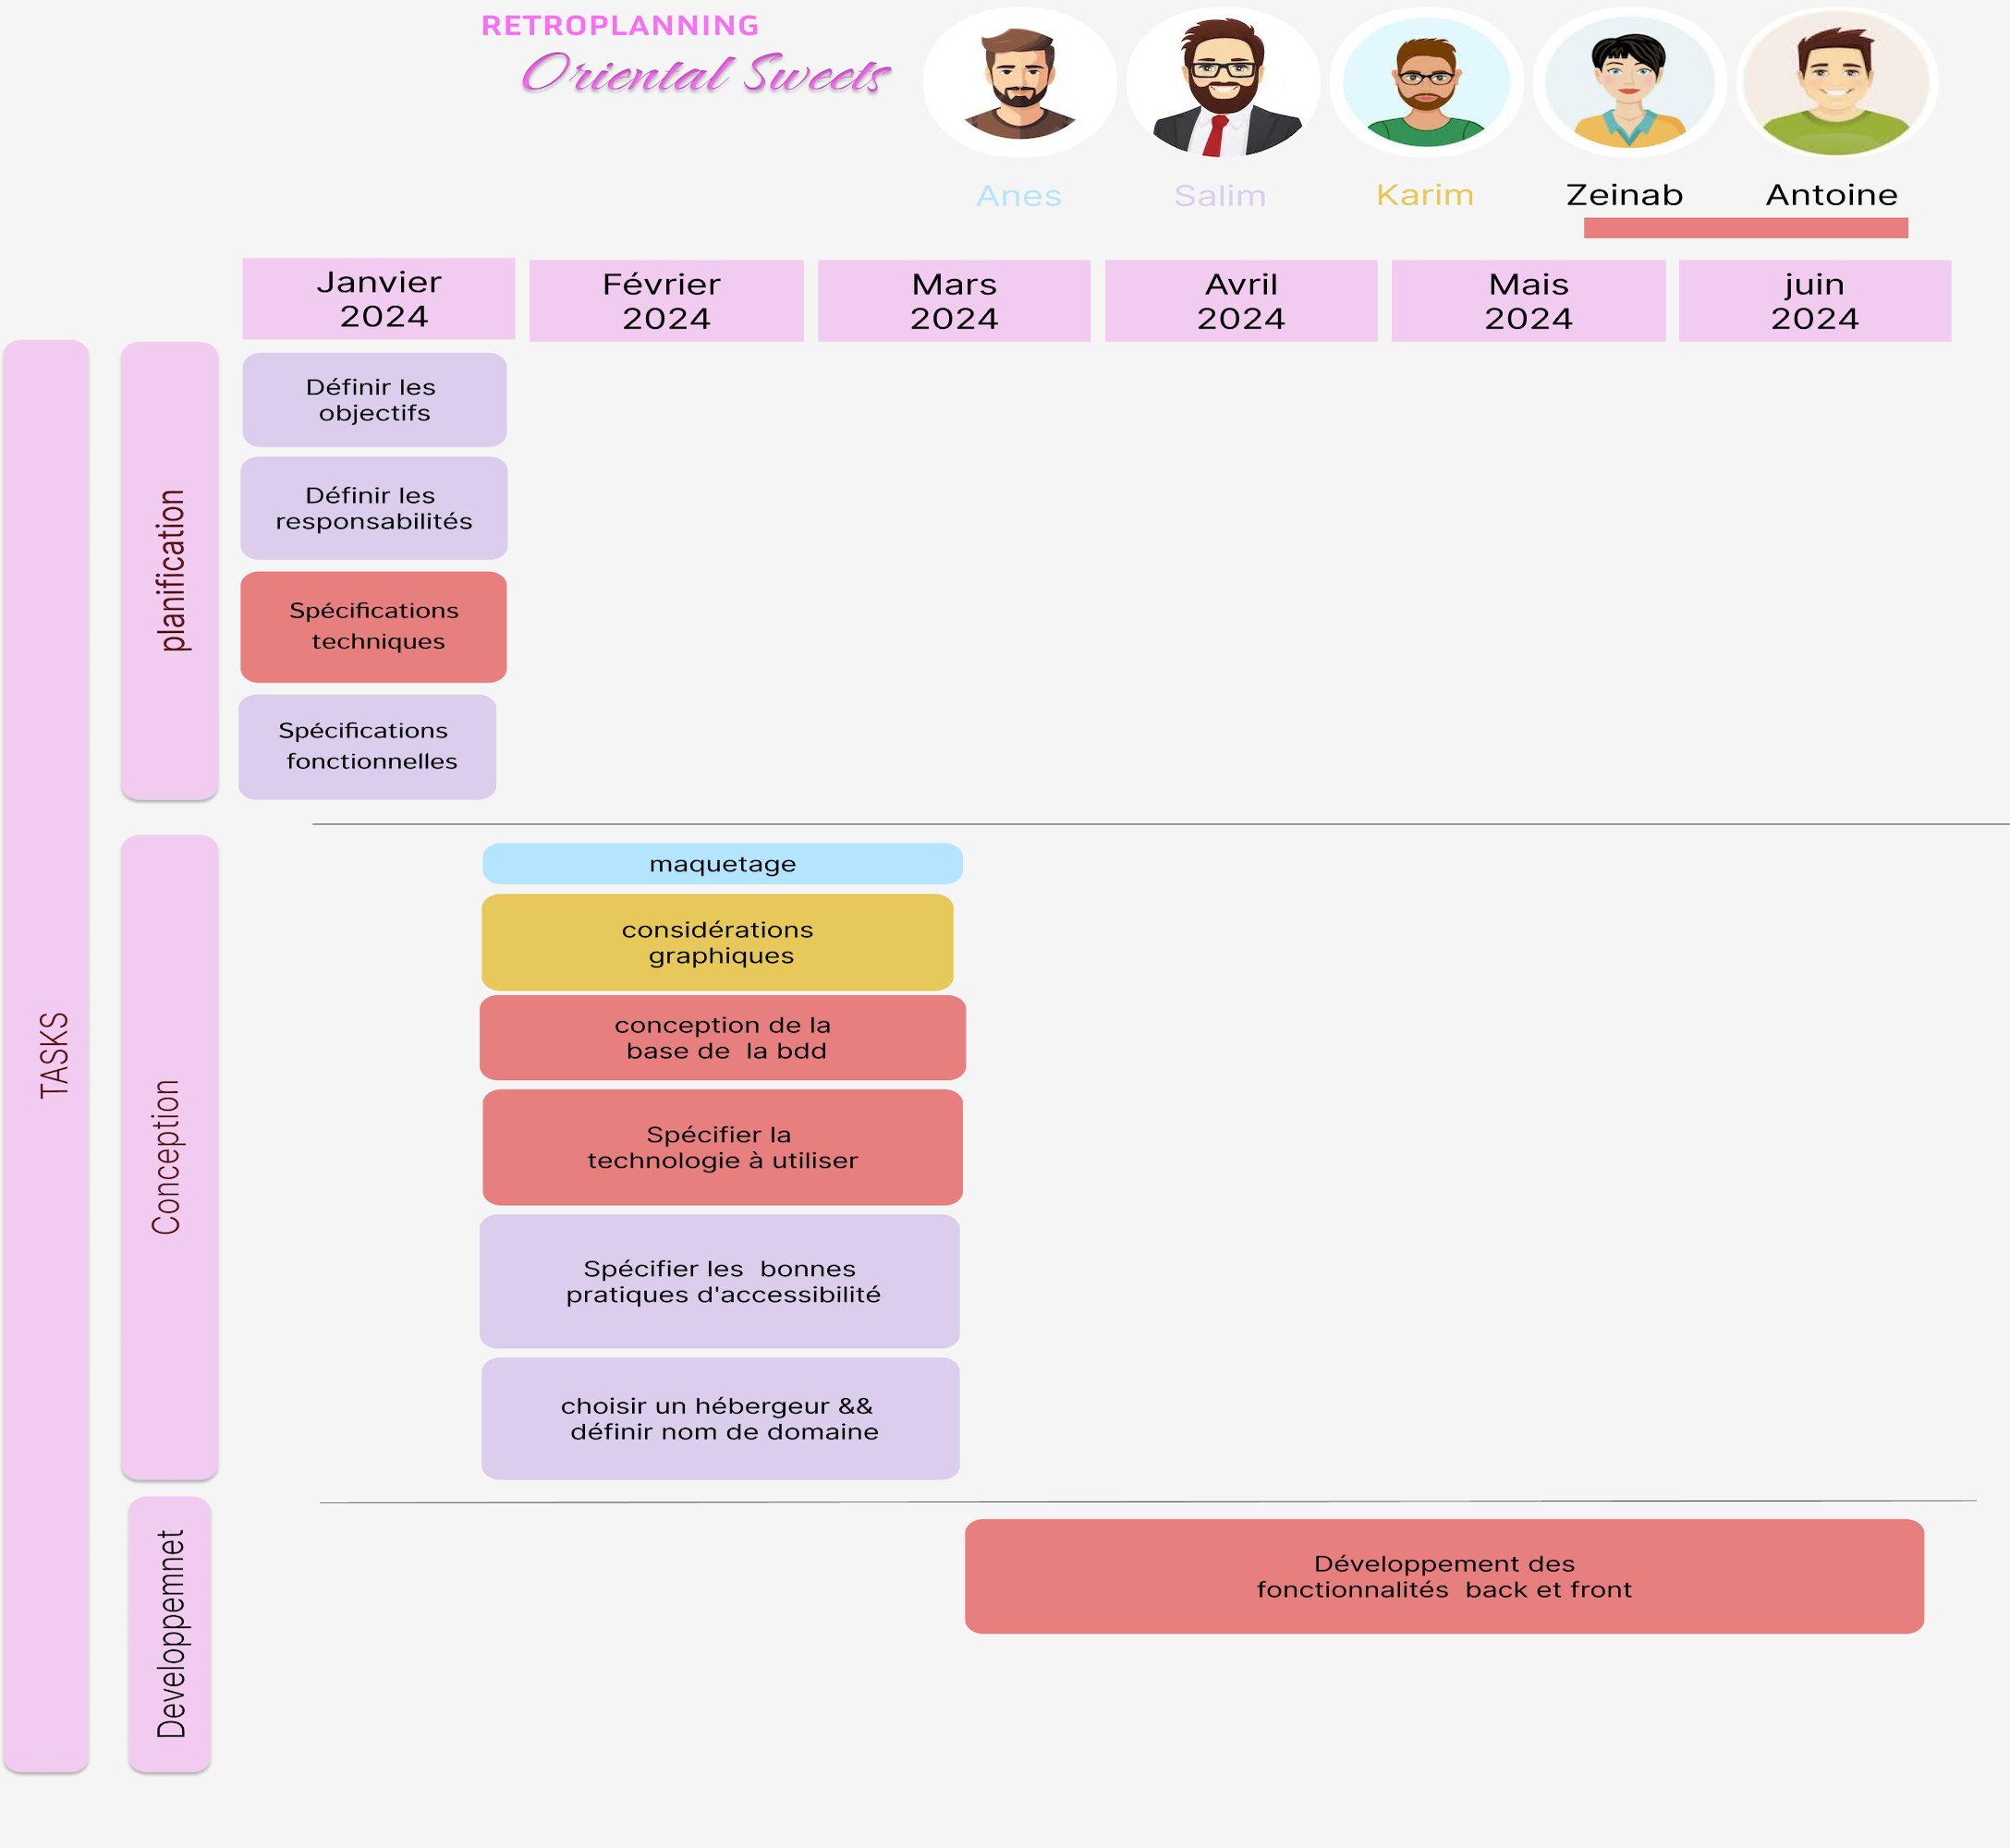 RETROPLANNING
Oriental Sweets
Anes
Salim
Karim
Zeinab
Antoine
Janvier
2024
Février
2024
Mars
2024
Avril
2024
Mais
2024
juin
2024
TASKS
planification
Définir les
objectifs
Définir les
responsabilités
Spécifications
techniques
Spécifications
fonctionnelles
Conception
maquetage
considérations
graphiques
conception de la
base de  la bdd
Spécifier la
technologie à utiliser
Spécifier les  bonnes
pratiques d'accessibilité
choisir un hébergeur &&
définir nom de domaine
Developpemnet
Développement des
fonctionnalités  back et front